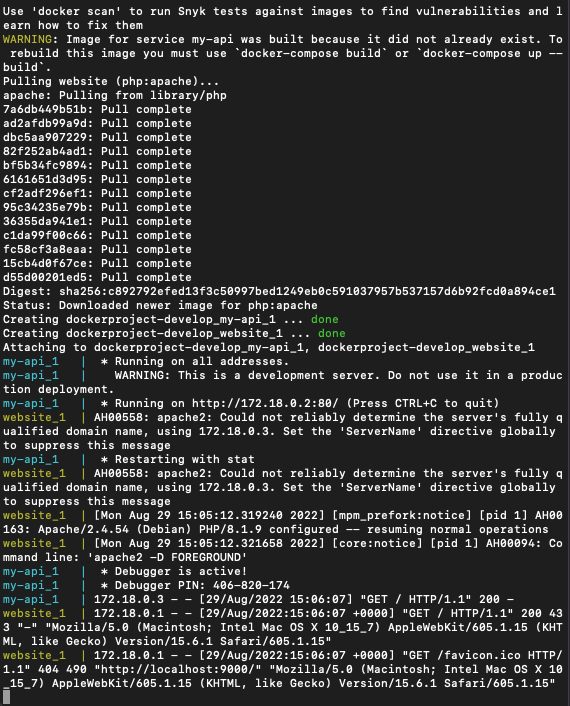 Use 'docker scan' to run Snyk tests against images to find vulnerabilities and l
earn how to fix them
WARNING: Image for service my-api was built because it did not already exist. To
 rebuild this image you must use `docker-compose build` or `docker-compose up --
build`.
Pulling website (php:apache)...
apache: Pulling from library/php
7a6db449b51b: Pull complete
ad2afdb99a9d: Pull complete
dbc5aa907229: Pull complete
82f252ab4ad1: Pull complete
bf5b34fc9894: Pull complete
6161651d3d95: Pull complete
cf2adf296ef1: Pull complete
95c34235e79b: Pull complete
36355da941e1: Pull complete
c1da99f00c66: Pull complete
fc58cf3a8eaa: Pull complete
15cb4d0f67ce: Pull complete
d55d00201ed5: Pull complete
Digest: sha256:c892792efed13f3c50997bed1249eb0c591037957b537157d6b92fcd0a894ce1
Status: Downloaded newer image for php:apache
Creating dockerproject-develop_my-api_1 ... done
Creating dockerproject-develop_website_1 ... done
Attaching to dockerproject-develop_my-api_1, dockerproject-develop_website_1
my-api_1   |  * Running on all addresses.
my-api_1   |    WARNING: This is a development server. Do not use it in a produc
tion deployment.
my-api_1   |  * Running on http://172.18.0.2:80/ (Press CTRL+C to quit)
website_1  | AH00558: apache2: Could not reliably determine the server's fully q
ualified domain name, using 172.18.0.3. Set the 'ServerName' directive globally
to suppress this message
my-api_1   |  * Restarting with stat
website_1  | AH00558: apache2: Could not reliably determine the server's fully q
ualified domain name, using 172.18.0.3. Set the 'ServerName' directive globally
to suppress this message
website_1  | [Mon Aug 29 15:05:12.319240 2022] [mpm_prefork:notice] [pid 1] AH00
163: Apache/2.4.54 (Debian) PHP/8.1.9 configured -- resuming normal operations
website_1  | [Mon Aug 29 15:05:12.321658 2022] [core:notice] [pid 1] AH00094: Co
mmand line: 'apache2 -D FOREGROUND'
my-api_1   |  * Debugger is active!
my-api_1   |  * Debugger PIN: 406-820-174
my-api_1   | 172.18.0.3 - - [29/Aug/2022 15:06:07] "GET / HTTP/1.1" 200 -
website_1  | 172.18.0.1 - - [29/Aug/2022:15:06:07 +0000] "GET / HTTP/1.1" 200 43
3 "-" "Mozilla/5.0 (Macintosh; Intel Mac OS X 10_15_7) AppleWebKit/605.1.15 (KHT
ML, like Gecko) Version/15.6.1 Safari/605.1.15"
website_1  | 172.18.0.1 - - [29/Aug/2022:15:06:07 +0000] "GET /favicon.ico HTTP/
1.1" 404 490 "http://localhost:9000/" "Mozilla/5.0 (Macintosh; Intel Mac OS X 10
_15_7) AppleWebKit/605.1.15 (KHTML, like Gecko) Version/15.6.1 Safari/605.1.15"